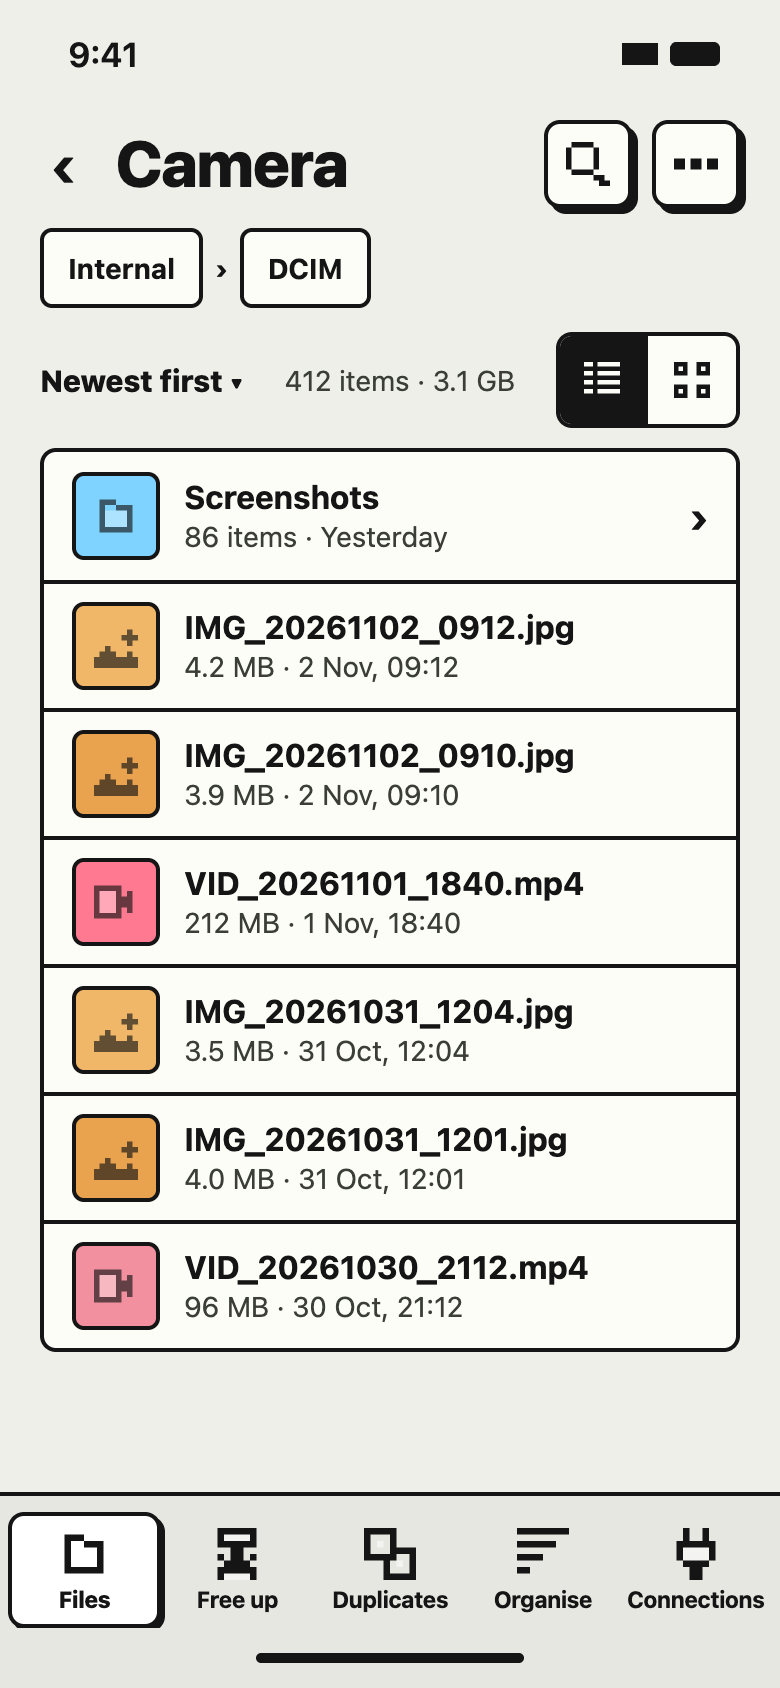 9:41
‹ Camera
Internal › DCIM
Newest first ▾ 412 items · 3.1 GB
Screenshots
86 items · Yesterday
›
IMG_20261102_0912.jpg
4.2 MB · 2 Nov, 09:12
IMG_20261102_0910.jpg
3.9 MB · 2 Nov, 09:10
VID_20261101_1840.mp4
212 MB · 1 Nov, 18:40
IMG_20261031_1204.jpg
3.5 MB · 31 Oct, 12:04
IMG_20261031_1201.jpg
4.0 MB · 31 Oct, 12:01
VID_20261030_2112.mp4
96 MB · 30 Oct, 21:12
Files Free up Duplicates Organise Connections